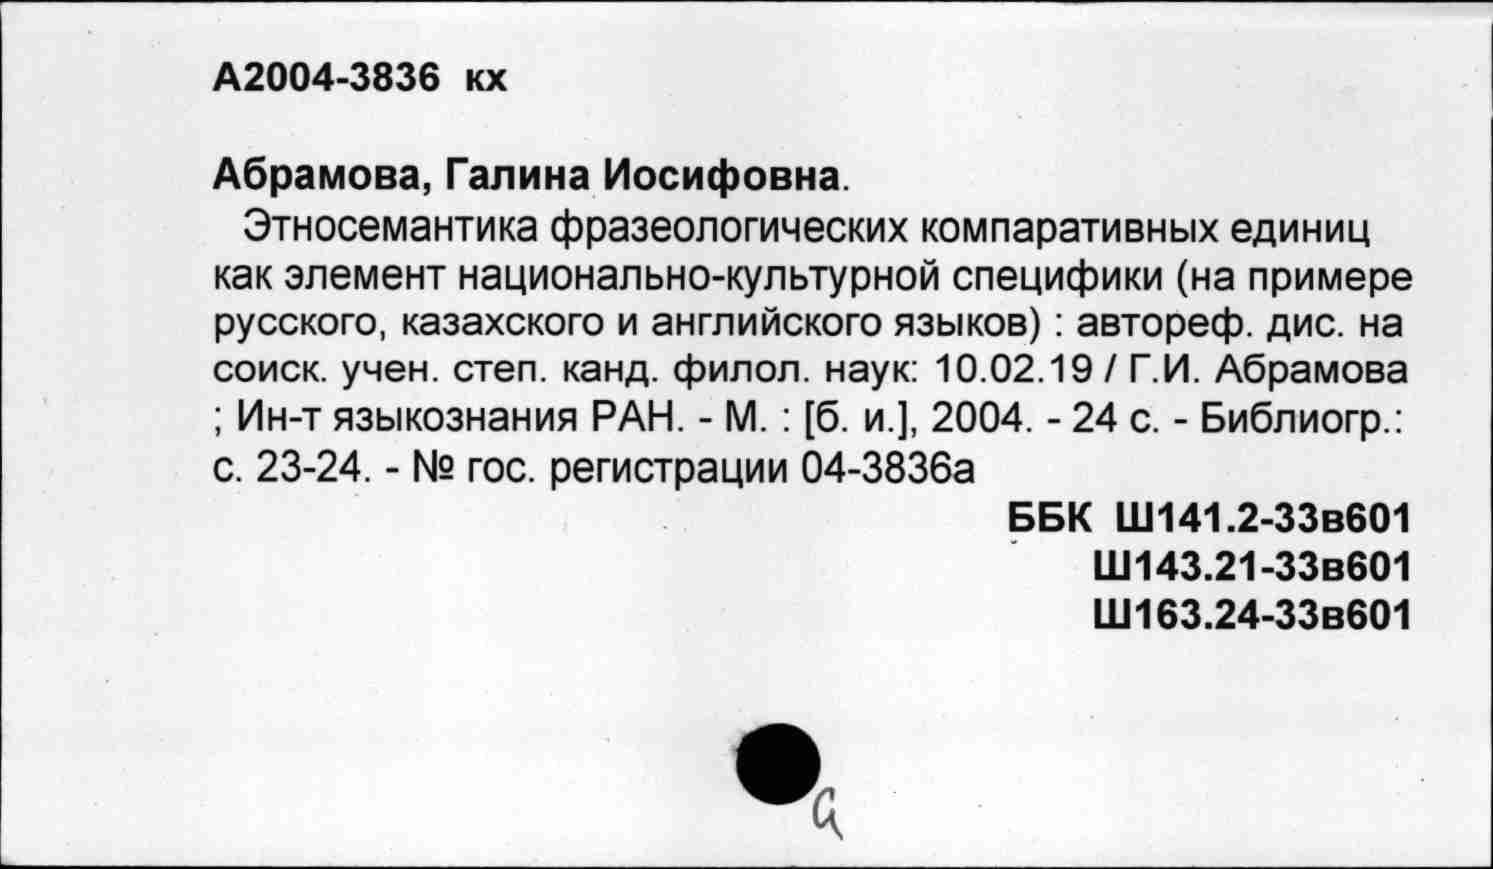 А2004-3836 кх
Абрамова, Галина Иосифовна.
Этносемантика фразеологических компаративных единиц
как элемент национально-культурной специфики (на примере
русского, казахского и английского языков) : автореф. дис. на
соиск. учен. степ. канд. филол. наук: 10.02.19 / Г.И. Абрамова
; Ин-т языкознания РАН. - М. : [б. и.], 2004. - 24 с. - Библиогр.:
с. 23-24. - № гос. регистрации 04-3836а
ББК Ш141.2-33в601
Ш143.21-33в601
Ш163.24-33в601